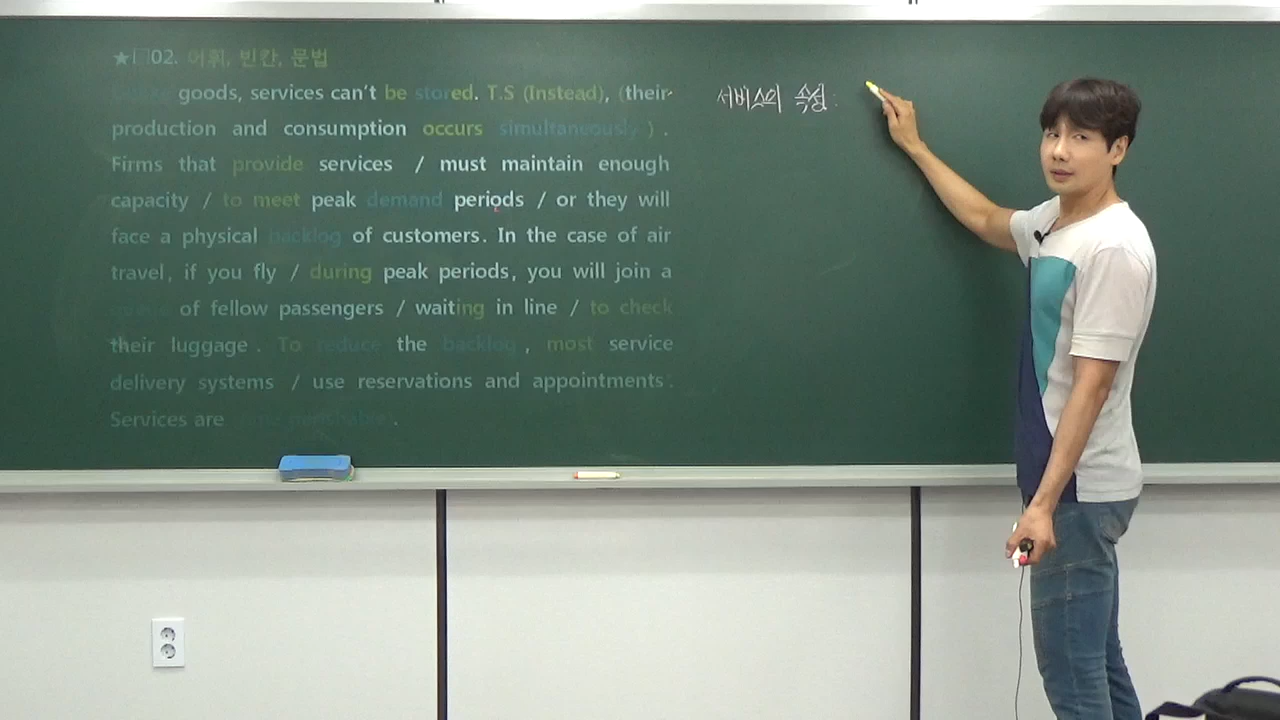 ★□02. 어휘, 빈칸, 문법
goods, services can't be stored. T.S (Instead), (their
production and consumption occurs simultaneously ) .
Firms that provide services / must maintain enough
capacity / to meet peak demand periods / or they will
face a physical backlog of customers. In the case of air
travel, if you fly / during peak periods, you will join a
of fellow passengers / waiting in line / to check
their luggage . To reduce the backlog , most service
delivery systems / use reservations and appointments .
Services are perishable .
서비스의 속성 :